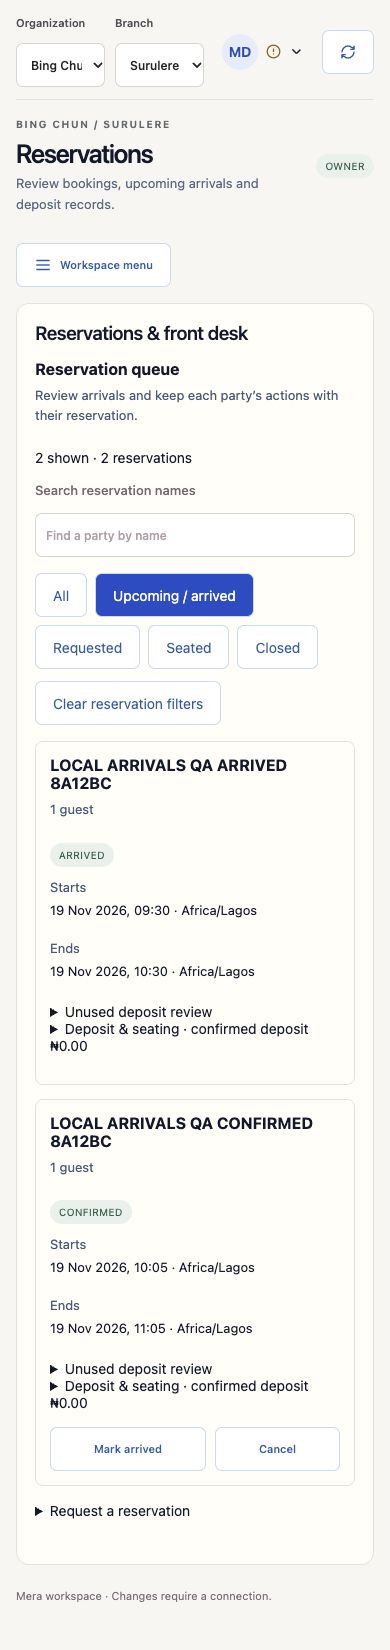 Organization Branch
Bing Chu Surulere MD
BING CHUN / SURULERE
Reservations
OWNER
Review bookings, upcoming arrivals and
deposit records.
Workspace menu
Reservations & front desk
Reservation queue
Review arrivals and keep each party’s actions with
their reservation.
2 shown · 2 reservations
Search reservation names
Find a party by name
All Upcoming / arrived
Requested Seated Closed
Clear reservation filters
LOCAL ARRIVALS QA ARRIVED
8A12BC
1 guest
ARRIVED
Starts
19 Nov 2026, 09:30 · Africa/Lagos
Ends
19 Nov 2026, 10:30 · Africa/Lagos
Unused deposit review
Deposit & seating · confirmed deposit
₦0.00
LOCAL ARRIVALS QA CONFIRMED
8A12BC
1 guest
CONFIRMED
Starts
19 Nov 2026, 10:05 · Africa/Lagos
Ends
19 Nov 2026, 11:05 · Africa/Lagos
Unused deposit review
Deposit & seating · confirmed deposit
₦0.00
Mark arrived Cancel
Request a reservation
Mera workspace · Changes require a connection.